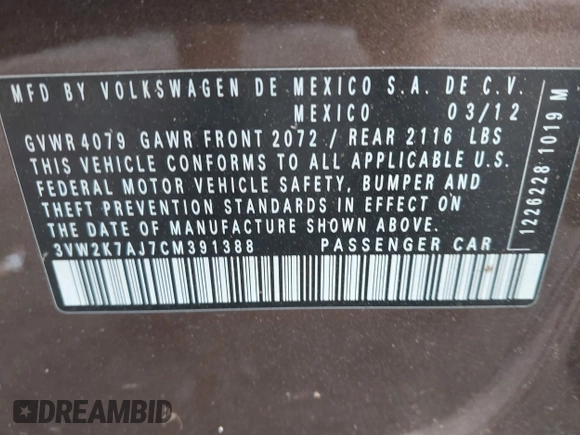 MFD BY VOLKSWAGEN DE MEXICO S.A. DE C.V.
MEXICO 03/12
GVWR 4079 GAWR FRONT 2072 / REAR 2116 LBS
THIS VEHICLE CONFORMS TO ALL APPLICABLE U.S.
FEDERAL MOTOR VEHICLE SAFETY, BUMPER AND
THEFT PREVENTION STANDARDS IN EFFECT ON
THE DATE OF MANUFACTURE SHOWN ABOVE.
3VW2K7AJ7CM391388 PASSENGER CAR
1226228 1019 M
DREAMBID